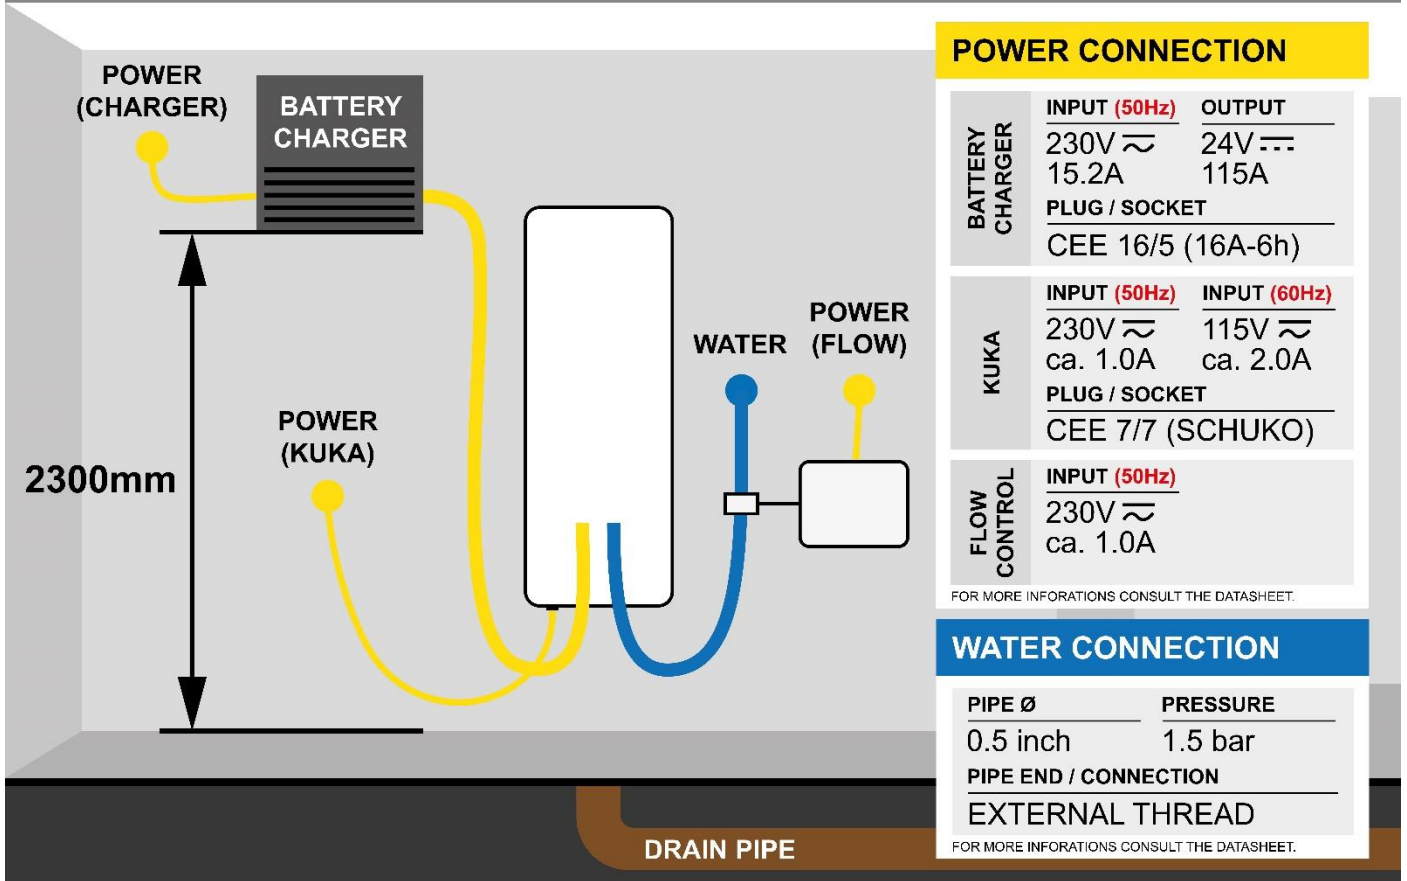 POWER
(CHARGER)
BATTERY
CHARGER
2300mm
POWER
(KUKA)
WATER
POWER
(FLOW)
DRAIN PIPE
POWER CONNECTION
BATTERY
CHARGER
INPUT (50Hz) OUTPUT
230V 24V
15.2A 115A
PLUG / SOCKET
CEE 16/5 (16A-6h)
KUKA
INPUT (50Hz) INPUT (60Hz)
230V 115V
ca. 1.0A ca. 2.0A
PLUG / SOCKET
CEE 7/7 (SCHUKO)
FLOW
CONTROL
INPUT (50Hz)
230V
ca. 1.0A
FOR MORE INFORATIONS CONSULT THE DATASHEET.
WATER CONNECTION
PIPE Ø PRESSURE
0.5 inch 1.5 bar
PIPE END / CONNECTION
EXTERNAL THREAD
FOR MORE INFORATIONS CONSULT THE DATASHEET.